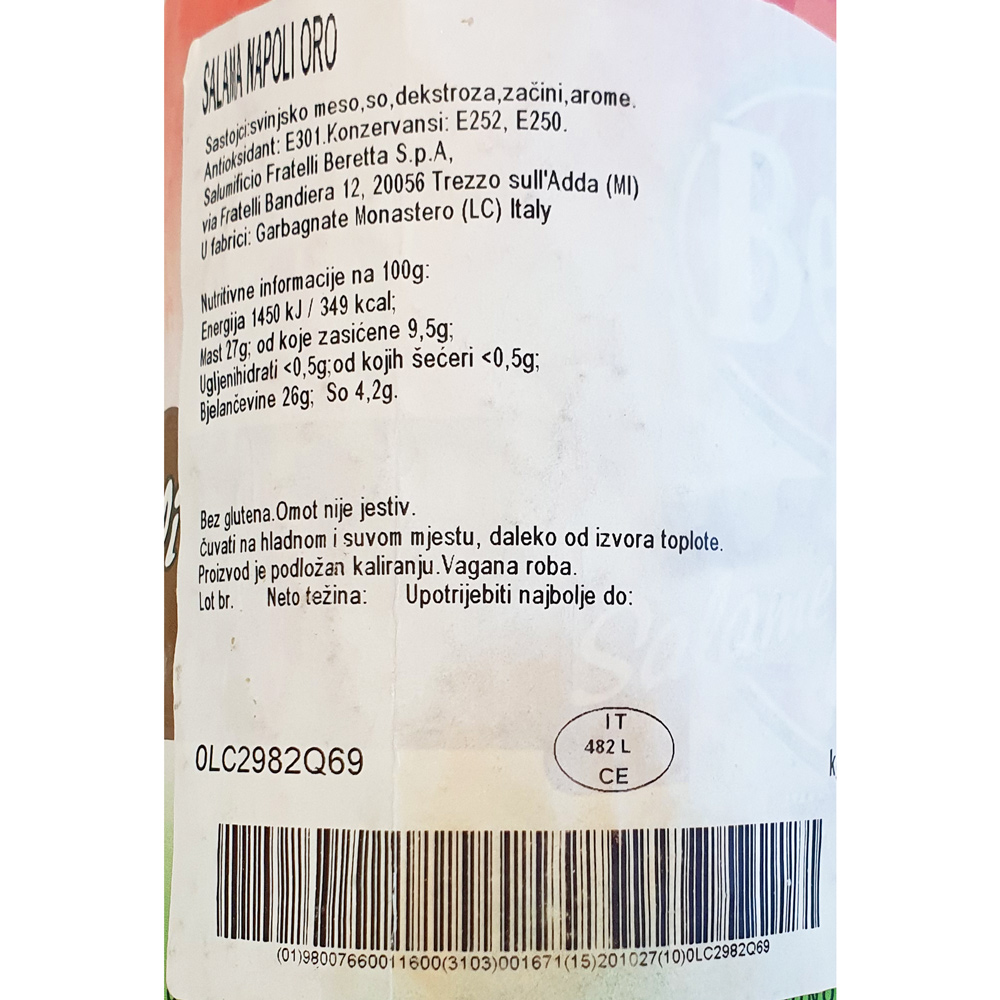 SALAMA NAPOLI ORO
Sastojci:svinjsko meso,so,dekstroza,začini,arome.
Antioksidant: E301.Konzervansi: E252, E250.
Salumificio Fratelli Beretta S.p.A,
via Fratelli Bandiera 12, 20056 Trezzo sull'Adda (MI)
U fabrici: Garbagnate Monastero (LC) Italy
Nutritivne informacije na 100g:
Energija 1450 kJ / 349 kcal;
Mast 27g; od koje zasićene 9,5g;
Ugljenihidrati <0,5g;od kojih šećeri <0,5g;
Bjelančevine 26g; So 4,2g.
Bez glutena.Omot nije jestiv.
čuvati na hladnom i suvom mjestu, daleko od izvora toplote.
Proizvod je podložan kaliranju.Vagana roba.
Lot br. Neto težina: Upotrijebiti najbolje do:
IT
482 L
CE
0LC2982Q69
(01)98007660011600(3103)001671(15)201027(10)0LC2982Q69